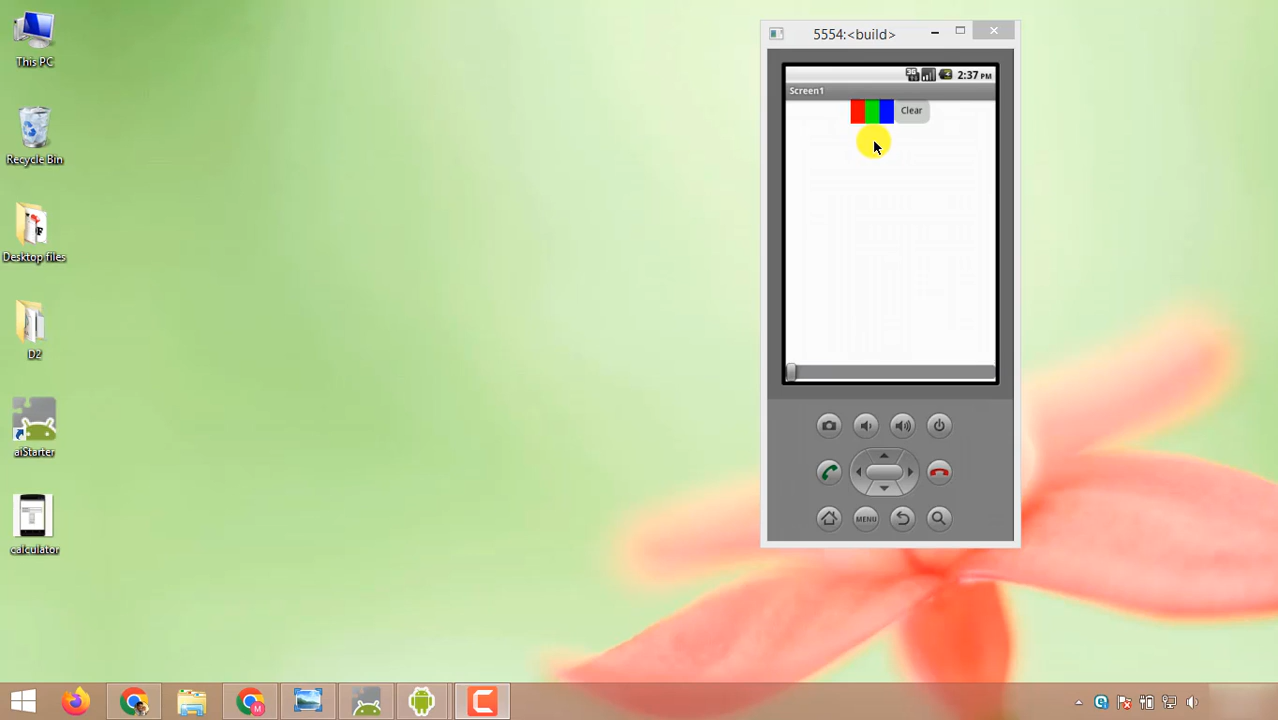 This PC
Recycle Bin
Desktop files
D2
aiStarter
calculator
5554:<build>
2:37 PM
Screen1
Clear
MENU